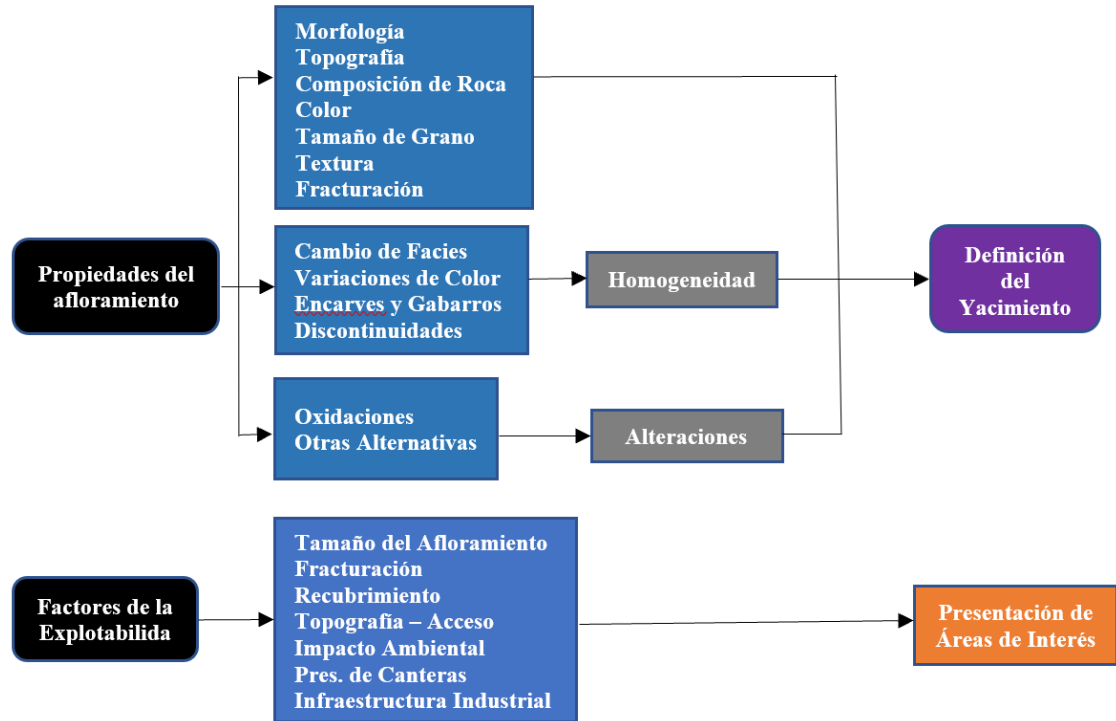 Morfología
Topografía
Composición de Roca
Color
Tamaño de Grano
Textura
Fracturación
Propiedades del
afloramiento
Cambio de Facies
Variaciones de Color
Encarves y Gabarros
Discontinuidades
Homogeneidad
Definición
del
Yacimiento
Oxidaciones
Otras Alternativas
Alteraciones
Factores de la
Explotabilida
Tamaño del Afloramiento
Fracturación
Recubrimiento
Topografía – Acceso
Impacto Ambiental
Pres. de Canteras
Infraestructura Industrial
Presentación de
Áreas de Interés